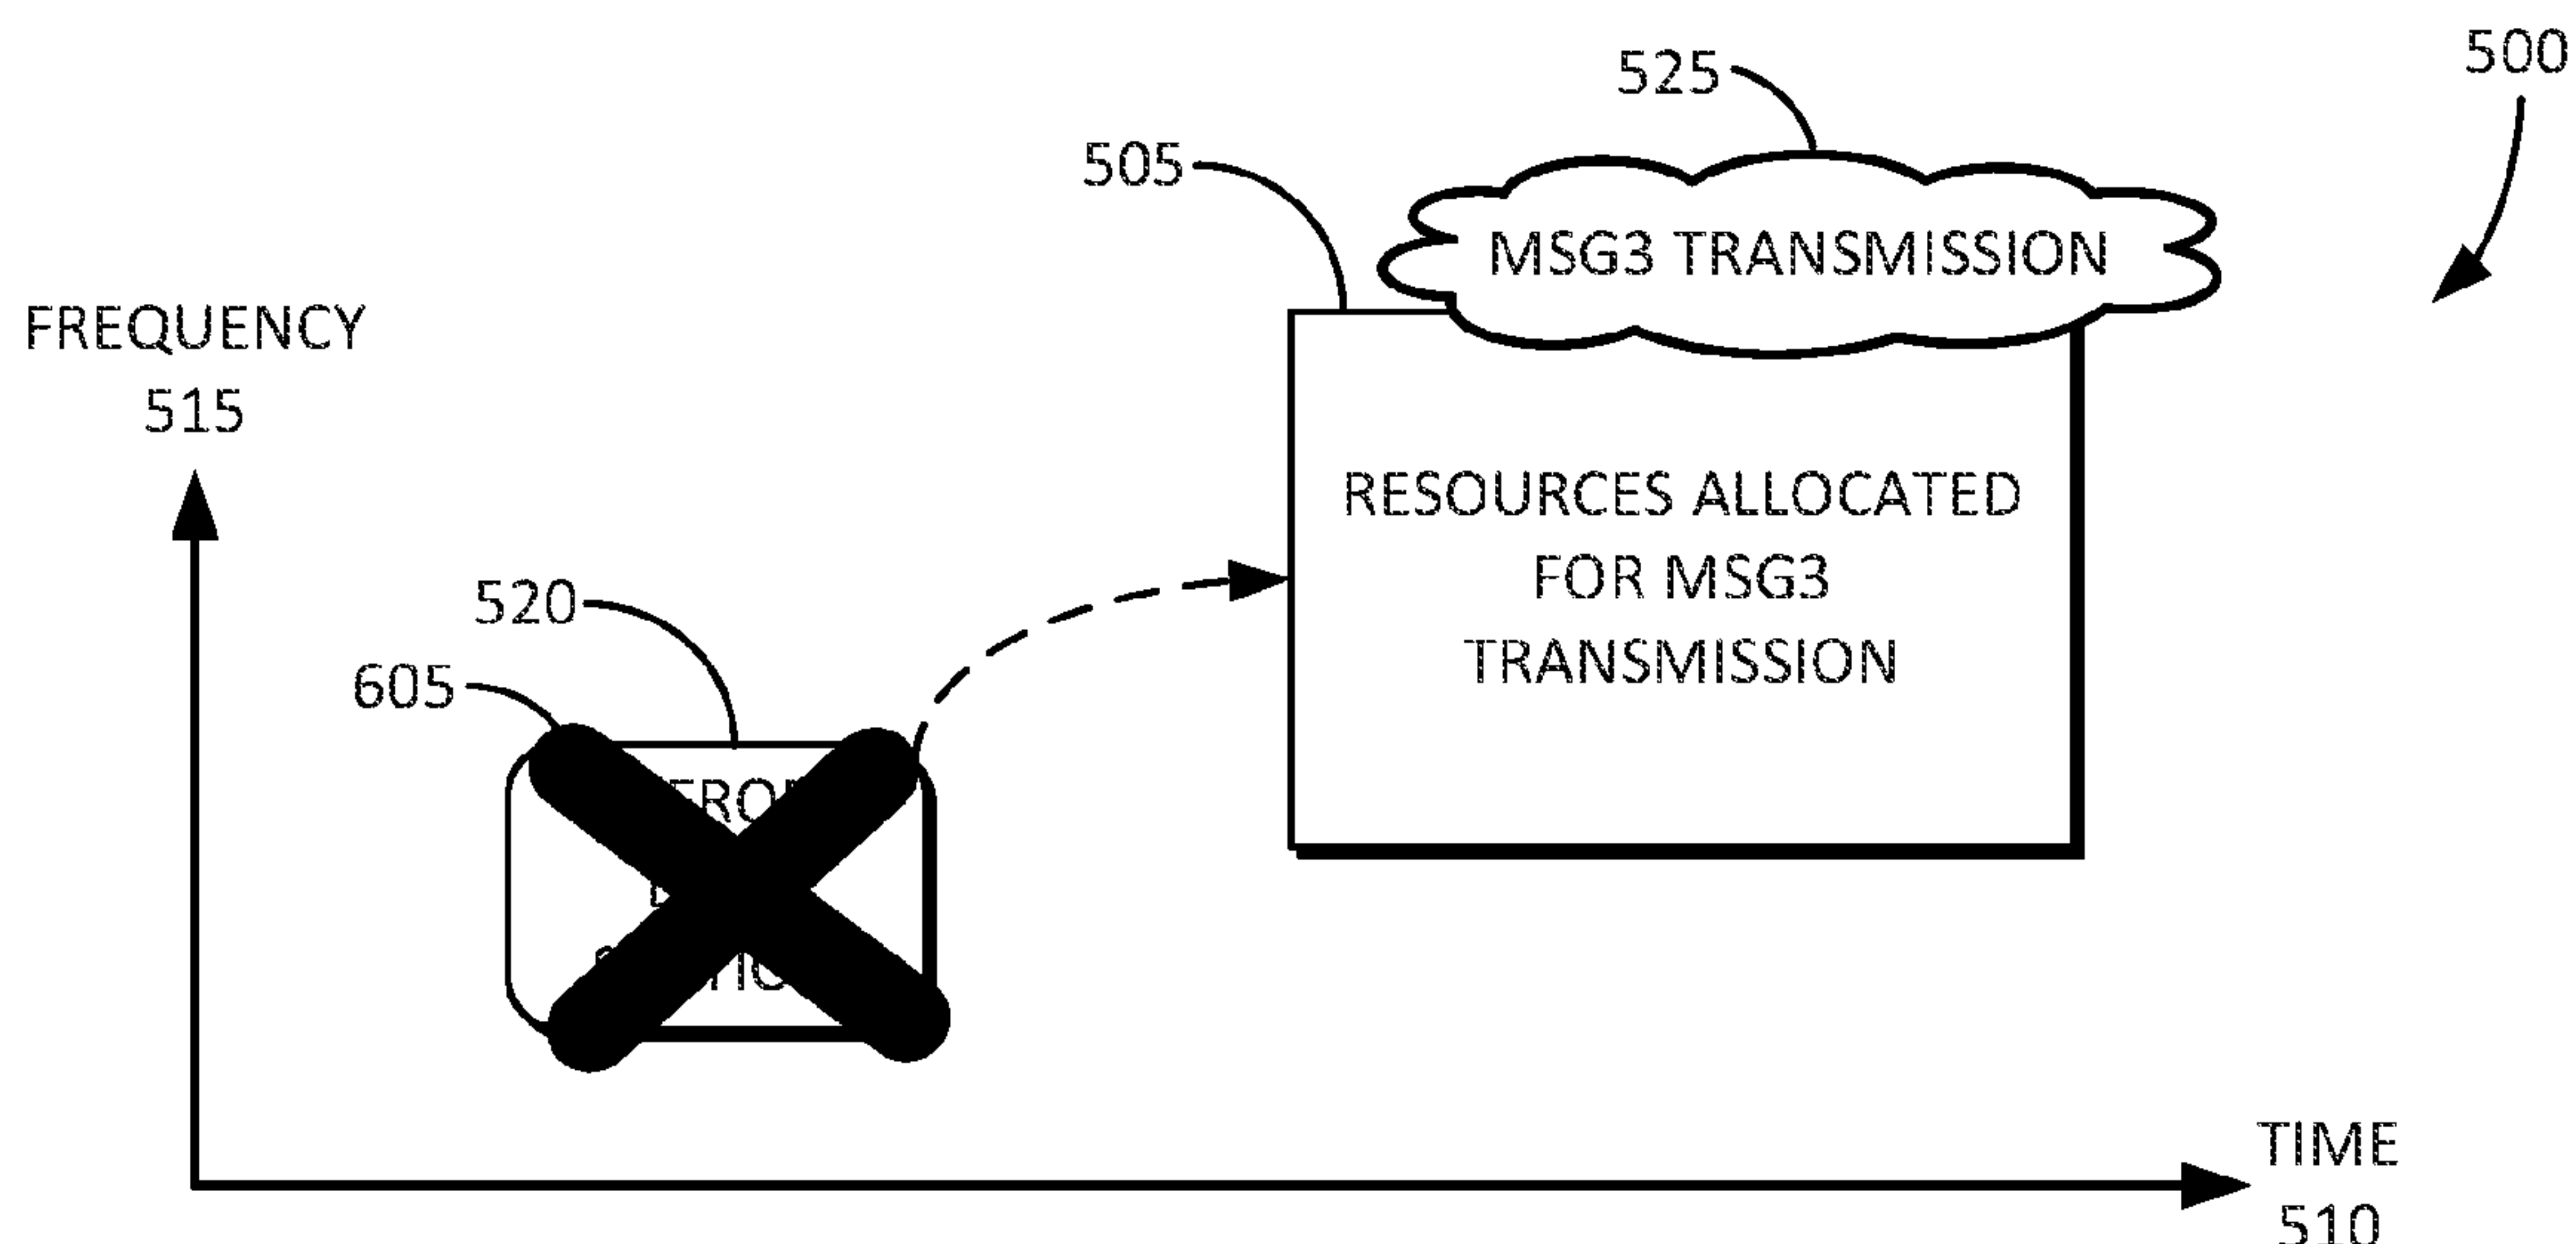 500
525
505
MSG3 TRANSMISSION
FREQUENCY
515
RESOURCES ALLOCATED
FOR MSG3
TRANSMISSION
520
605
TIME
510